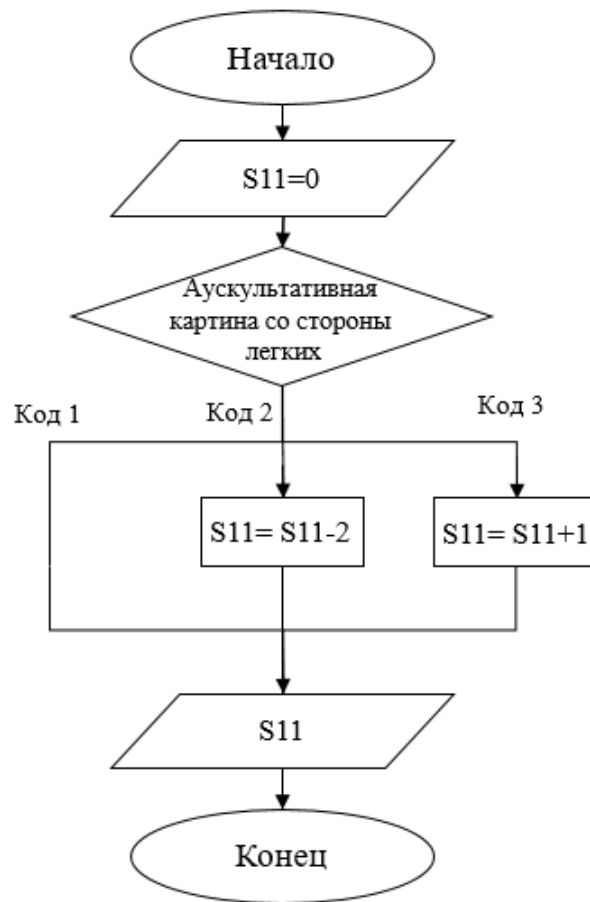 Начало
S11=0
Аускультативная
картина со стороны
легких
Код 1
Код 2
Код 3
S11= S11-2
S11= S11+1
S11
Конец